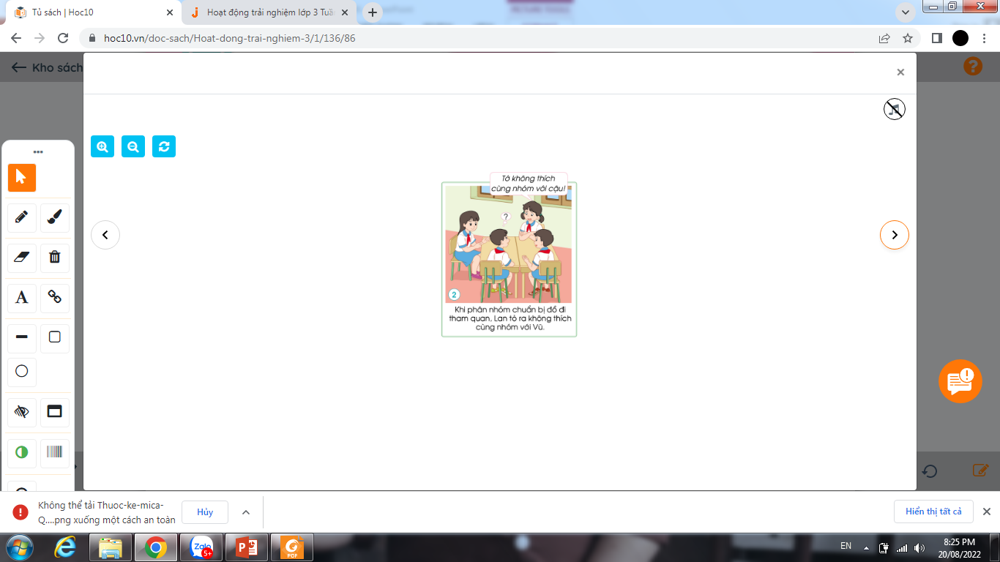 Tủ sách | Hoc10
Hoạt động trải nghiệm lớp 3 Tuầ
hoc10.vn/doc-sach/Hoat-dong-trai-nghiem-3/1/136/86
Kho sách
Tớ không thích
cùng nhóm với cậu!
?
2
Khi phân nhóm chuẩn bị đồ đi
tham quan, Lan tỏ ra không thích
cùng nhóm với Vũ.
A
Không thể tải Thuoc-ke-mica-
Q....png xuống một cách an toàn
Hủy
Hiển thị tất cả
Zalo
5+
PDF
EN
8:25 PM
20/08/2022